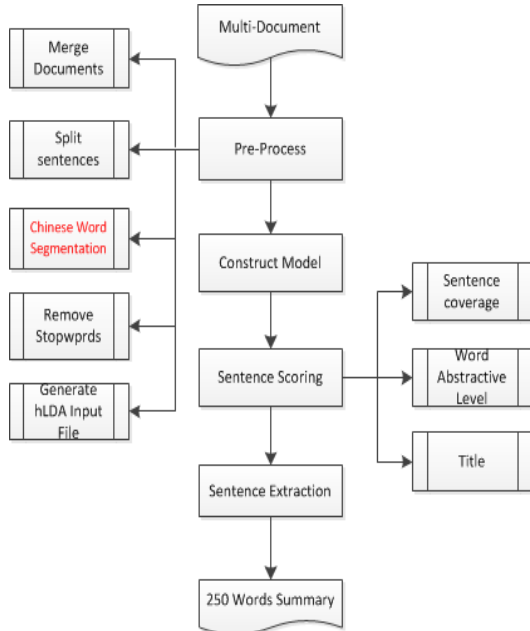 Multi-Document
Merge
Documents
Split
sentences
Pre-Process
Chinese Word
Segmentation
Construct Model
Sentence
coverage
Remove
Stopwprds
Sentence Scoring
Word
Abstractive
Level
Generate
hLDA Input
File
Title
Sentence Extraction
250 Words Summary